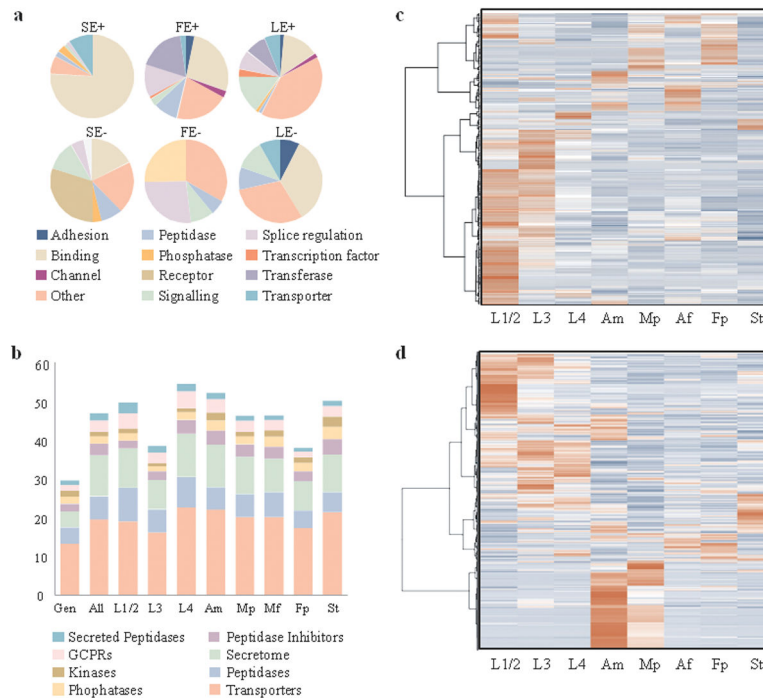 a
SE+ FE+ LE+
SE- FE- LE-
Adhesion Peptidase Splice regulation
Binding Phosphatase Transcription factor
Channel Receptor Transferase
Other Signalling Transporter
b
60
50
40
30
20
10
0
Gen All L1/2 L3 L4 Am Mp Mf Fp St
Secreted Peptidases Peptidase Inhibitors
GCPRs Secretome
Kinases Peptidases
Phophatases Transporters
c
L1/2 L3 L4 Am Mp Af Fp St
d
L1/2 L3 L4 Am Mp Af Fp St